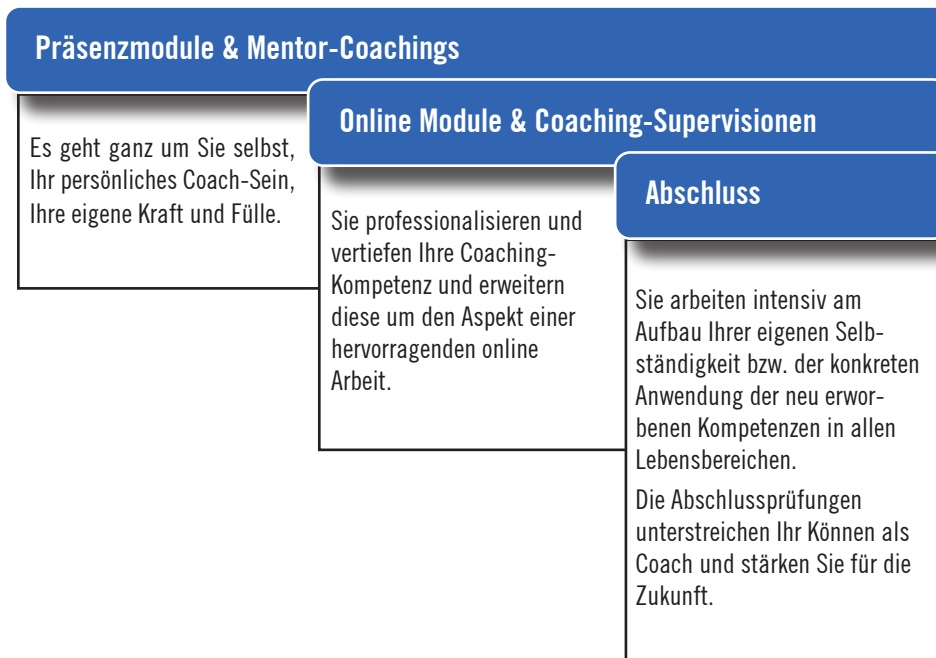 Präsenzmodule & Mentor-Coachings
Es geht ganz um Sie selbst,
Ihr persönliches Coach-Sein,
Ihre eigene Kraft und Fülle.
Online Module & Coaching-Supervisionen
Sie professionalisieren und
vertiefen Ihre Coaching-
Kompetenz und erweitern
diese um den Aspekt einer
hervorragenden online
Arbeit.
Abschluss
Sie arbeiten intensiv am
Aufbau Ihrer eigenen Selb-
ständigkeit bzw. der konkreten
Anwendung der neu erwor-
benen Kompetenzen in allen
Lebensbereichen.
Die Abschlussprüfungen
unterstreichen Ihr Können als
Coach und stärken Sie für die
Zukunft.